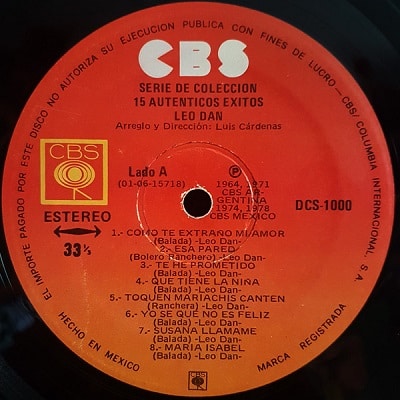 EL IMPORTE PAGADO POR ESTE DISCO NO AUTORIZA SU EJECUCION PUBLICA CON FINES DE LUCRO-CBS/COLUMBIA INTERNACIONAL, S A
CBS
SERIE DE COLECCION
15 AUTENTICOS EXITOS
LEO DAN
Arreglo y Dirección: Luis Cárdenas
CBS
ESTEREO
33⅓
Lado A
(01-06-15718)
Ⓟ
1964, 1971
CBS AR-
GENTINA
1974, 1978
CBS MEXICO
DCS-1000
1.- COMO TE EXTRAÑO MI AMOR
(Balada) -Leo Dan-
2.- ESA PARED
(Bolero Ranchero) -Leo Dan-
3.- TE HE PROMETIDO
(Balada) -Leo Dan-
4.- QUE TIENE LA NIÑA
(Balada) -Leo Dan-
5.- TOQUEN MARIACHIS CANTEN
(Ranchera) -Leo Dan-
6.- YO SE QUE NO ES FELIZ
(Balada) -Leo Dan-
7.- SUSANA LLAMAME
(Balada) -Leo Dan-
8.- MARIA ISABEL
(Balada) -Leo Dan-
HECHO EN MEXICO
MARCA REGISTRADA